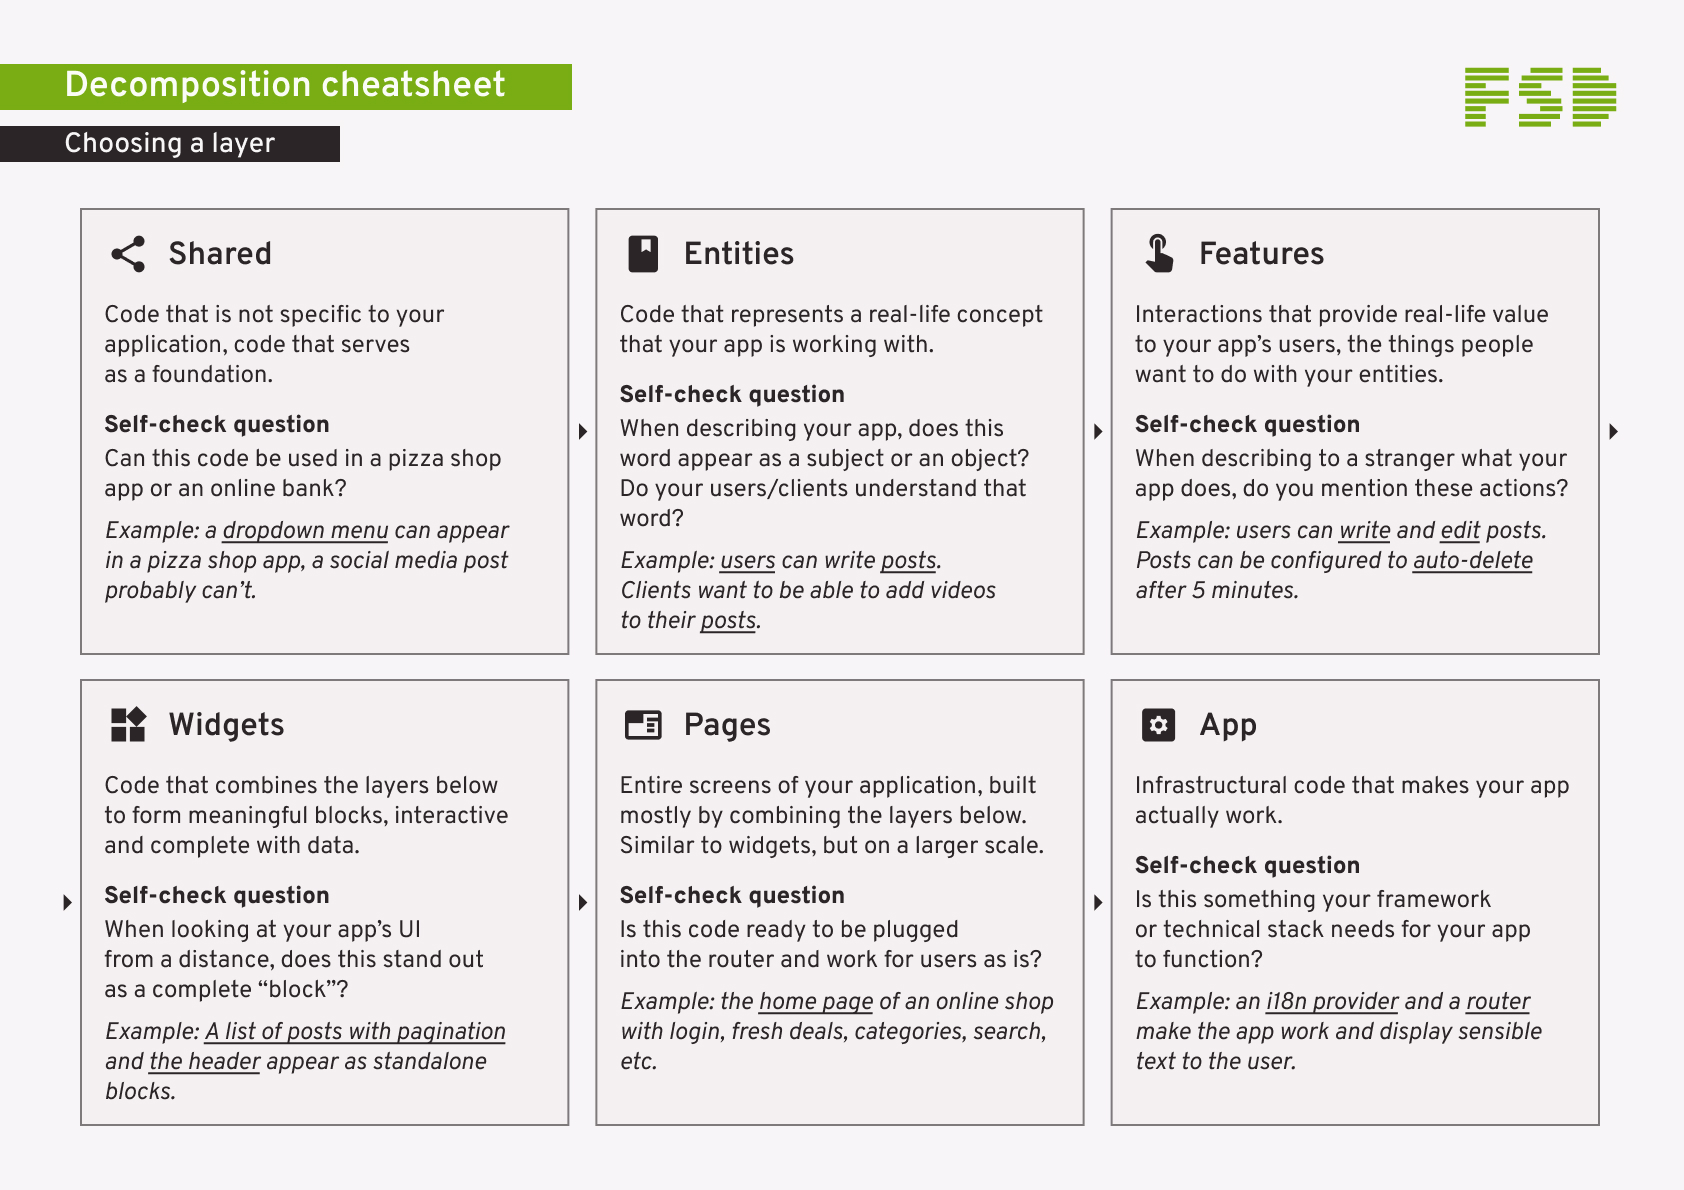 Decomposition cheatsheet
FSD
Choosing a layer
Shared
Code that is not specific to your
application, code that serves
as a foundation.
Self-check question
Can this code be used in a pizza shop
app or an online bank?
Example: a dropdown menu can appear
in a pizza shop app, a social media post
probably can’t.
Entities
Code that represents a real-life concept
that your app is working with.
Self-check question
When describing your app, does this
word appear as a subject or an object?
Do your users/clients understand that
word?
Example: users can write posts.
Clients want to be able to add videos
to their posts.
Features
Interactions that provide real-life value
to your app’s users, the things people
want to do with your entities.
Self-check question
When describing to a stranger what your
app does, do you mention these actions?
Example: users can write and edit posts.
Posts can be configured to auto-delete
after 5 minutes.
Widgets
Code that combines the layers below
to form meaningful blocks, interactive
and complete with data.
Self-check question
When looking at your app’s UI
from a distance, does this stand out
as a complete “block”?
Example: A list of posts with pagination
and the header appear as standalone
blocks.
Pages
Entire screens of your application, built
mostly by combining the layers below.
Similar to widgets, but on a larger scale.
Self-check question
Is this code ready to be plugged
into the router and work for users as is?
Example: the home page of an online shop
with login, fresh deals, categories, search,
etc.
App
Infrastructural code that makes your app
actually work.
Self-check question
Is this something your framework
or technical stack needs for your app
to function?
Example: an i18n provider and a router
make the app work and display sensible
text to the user.